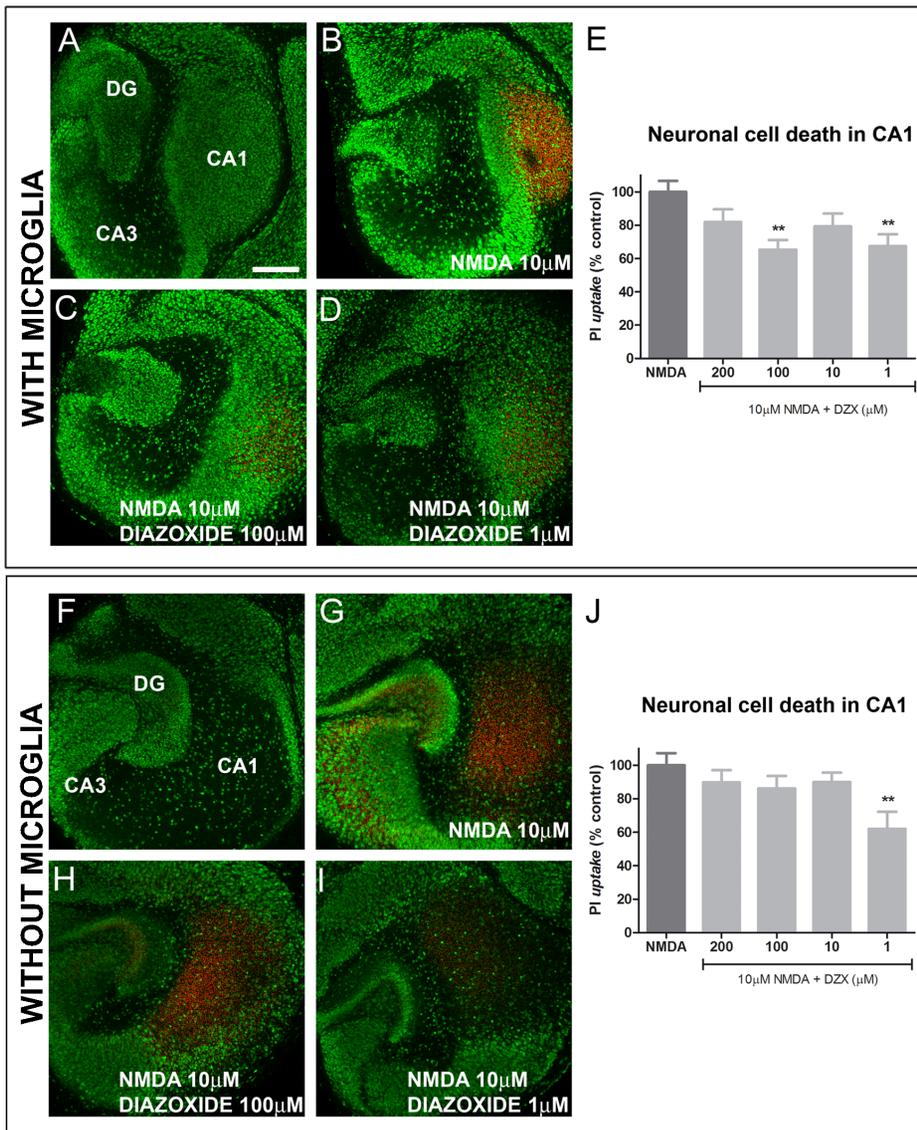 WITH MICROGLIA
A
DG
CA1
CA3
B
NMDA 10μM
C
NMDA 10μM
DIAZOXIDE 100μM
D
NMDA 10μM
DIAZOXIDE 1μM
E
Neuronal cell death in CA1
PI uptake (% control)
100
80
60
40
20
0
**
**
NMDA 200 100 10 1
10μM NMDA + DZX (μM)
WITHOUT MICROGLIA
F
DG
CA3
CA1
G
NMDA 10μM
H
NMDA 10μM
DIAZOXIDE 100μM
I
NMDA 10μM
DIAZOXIDE 1μM
J
Neuronal cell death in CA1
PI uptake (% control)
100
80
60
40
20
0
**
NMDA 200 100 10 1
10μM NMDA + DZX (μM)